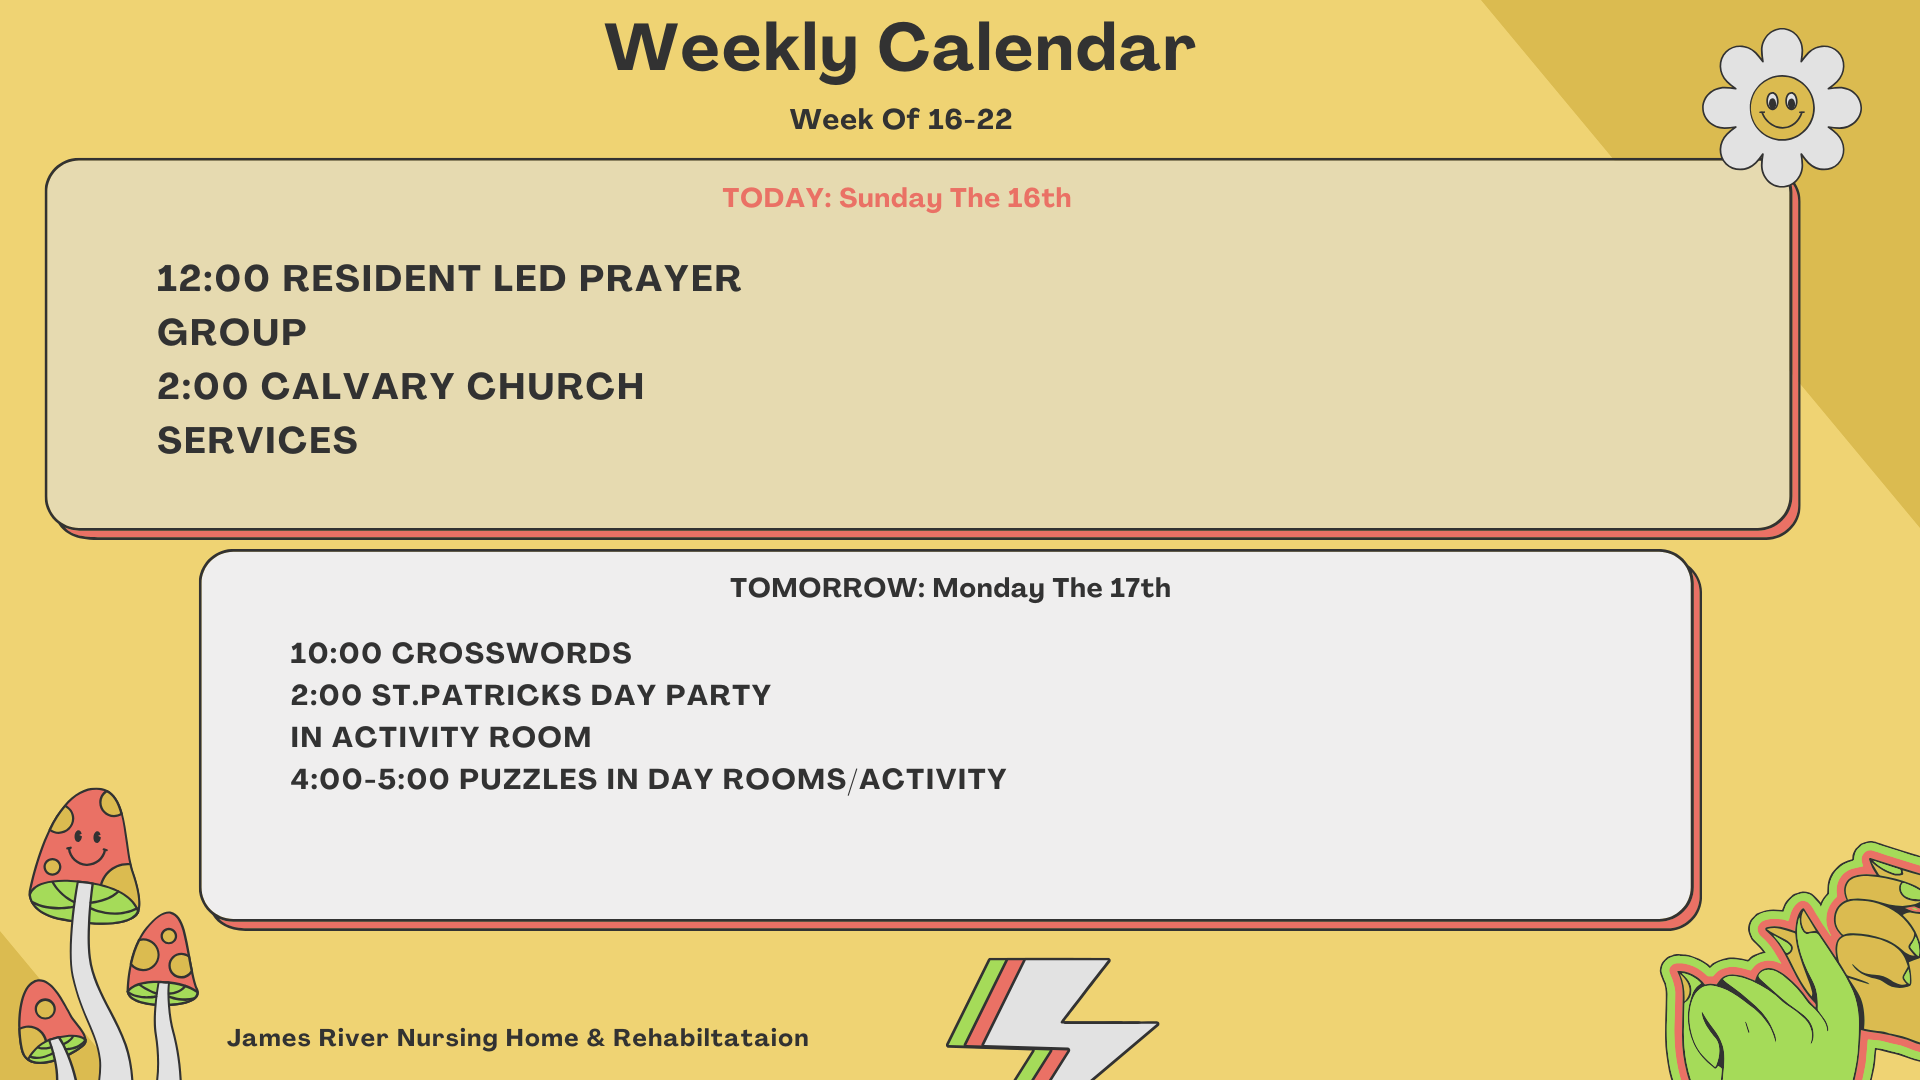 Weekly Calendar
Week Of 16-22
TODAY: Sunday The 16th
12:00 RESIDENT LED PRAYER
GROUP
2:00 CALVARY CHURCH
SERVICES
TOMORROW: Monday The 17th
10:00 CROSSWORDS
2:00 ST.PATRICKS DAY PARTY
IN ACTIVITY ROOM
4:00-5:00 PUZZLES IN DAY ROOMS/ACTIVITY
James River Nursing Home & Rehabiltataion